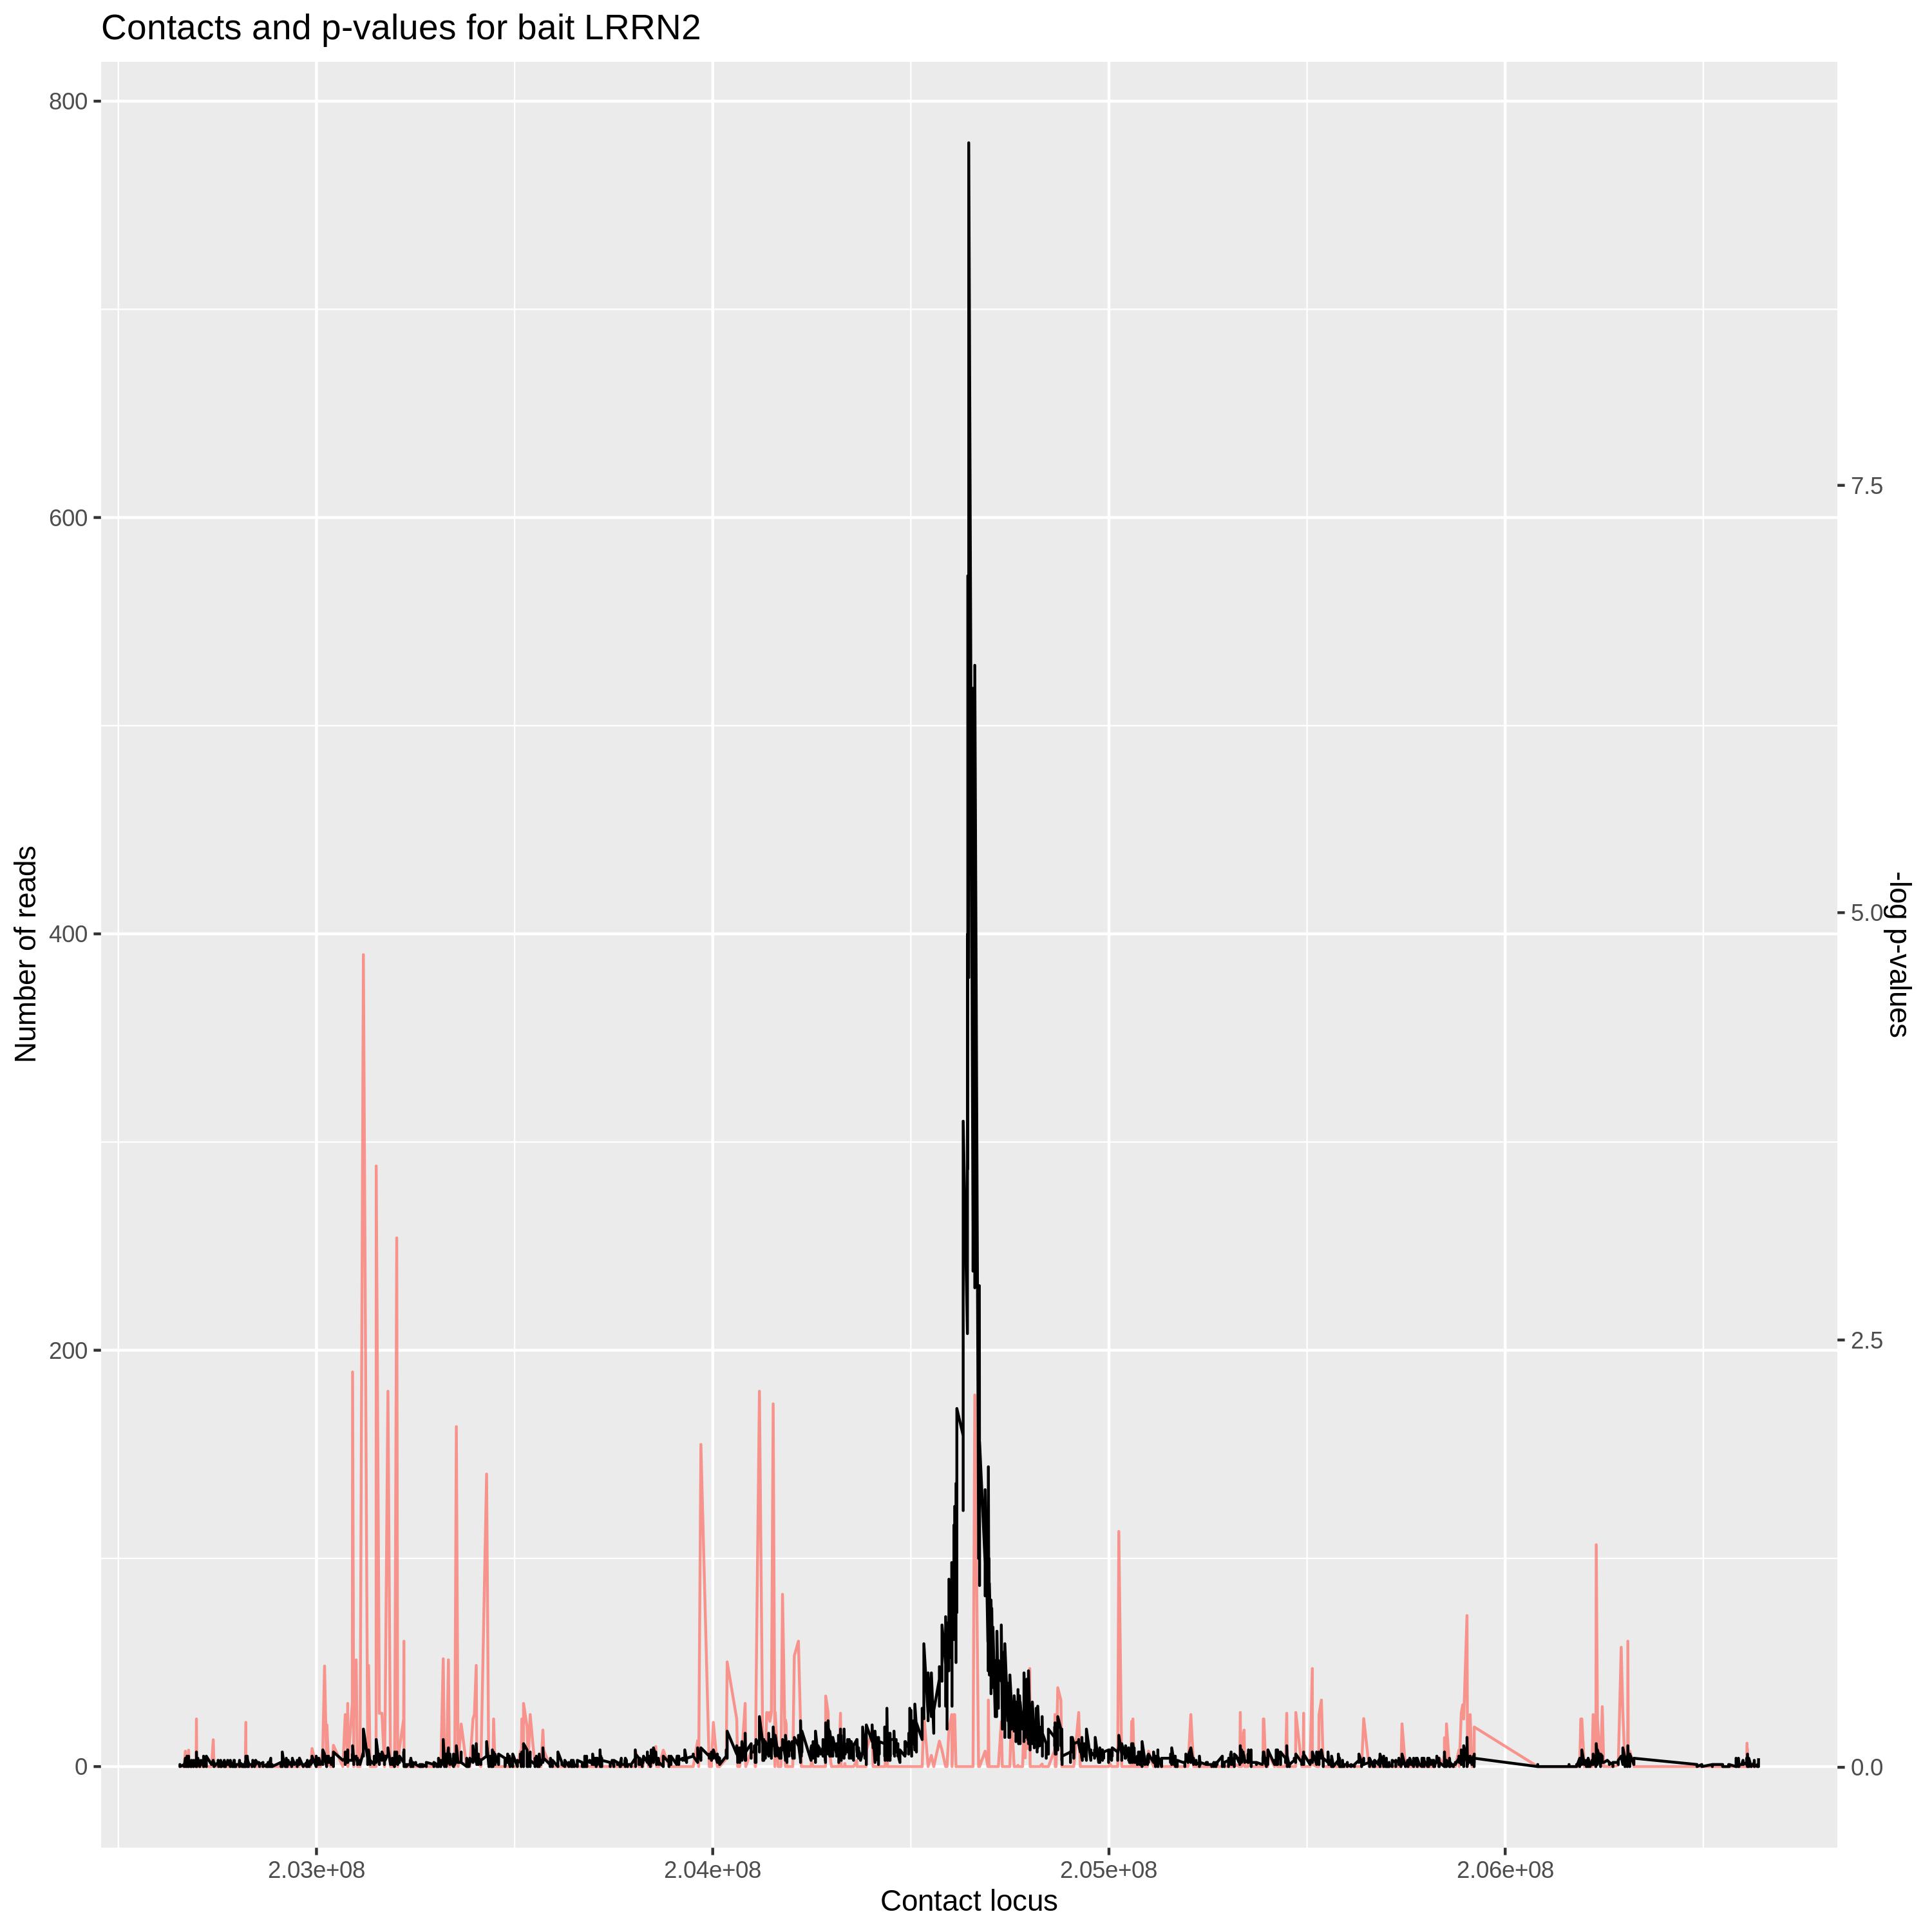 Contacts and p-values for bait LRRN2
800
600
400
200
0
Number of reads
7.5
5.0
2.5
0.0
-log p-values
2.03e+08
2.04e+08
2.05e+08
2.06e+08
Contact locus